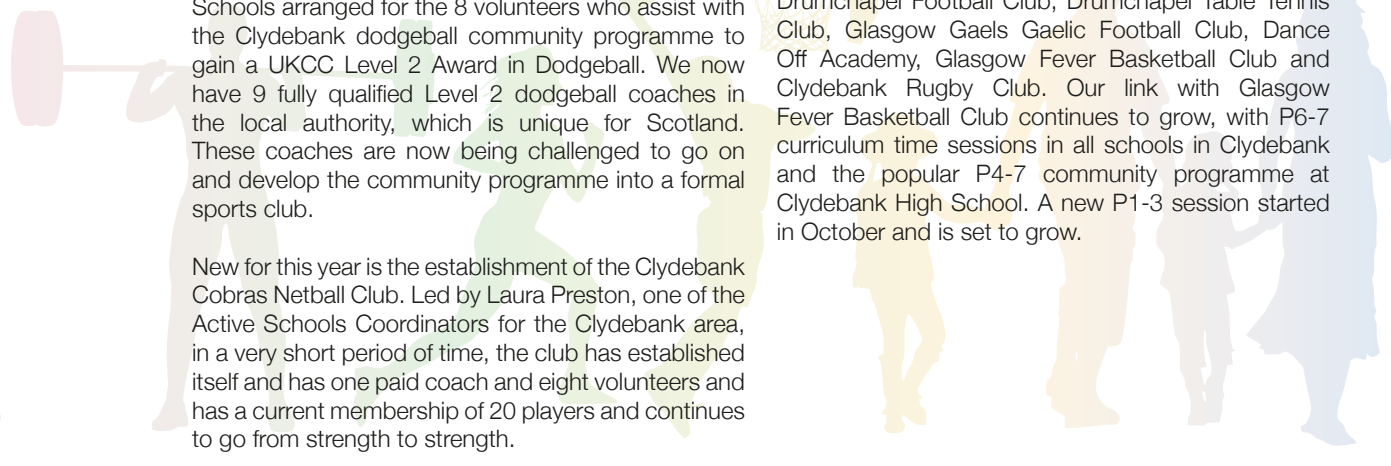 Schools arranged for the 8 volunteers who assist with
the Clydebank dodgeball community programme to
gain a UKCC Level 2 Award in Dodgeball. We now
have 9 fully qualified Level 2 dodgeball coaches in
the local authority, which is unique for Scotland.
These coaches are now being challenged to go on
and develop the community programme into a formal
sports club.
New for this year is the establishment of the Clydebank
Cobras Netball Club. Led by Laura Preston, one of the
Active Schools Coordinators for the Clydebank area,
in a very short period of time, the club has established
itself and has one paid coach and eight volunteers and
has a current membership of 20 players and continues
to go from strength to strength.
Drumchapel Football Club, Drumchapel Table Tennis
Club, Glasgow Gaels Gaelic Football Club, Dance
Off Academy, Glasgow Fever Basketball Club and
Clydebank Rugby Club. Our link with Glasgow
Fever Basketball Club continues to grow, with P6-7
curriculum time sessions in all schools in Clydebank
and the popular P4-7 community programme at
Clydebank High School. A new P1-3 session started
in October and is set to grow.